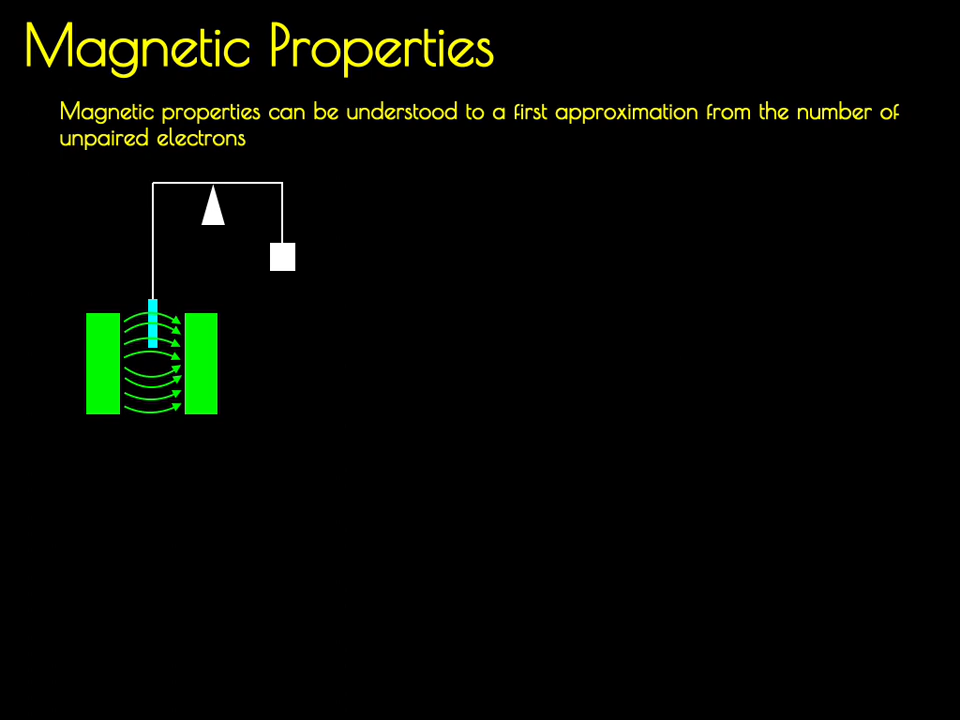 Magnetic Properties
Magnetic properties can be understood to a first approximation from the number of
unpaired electrons